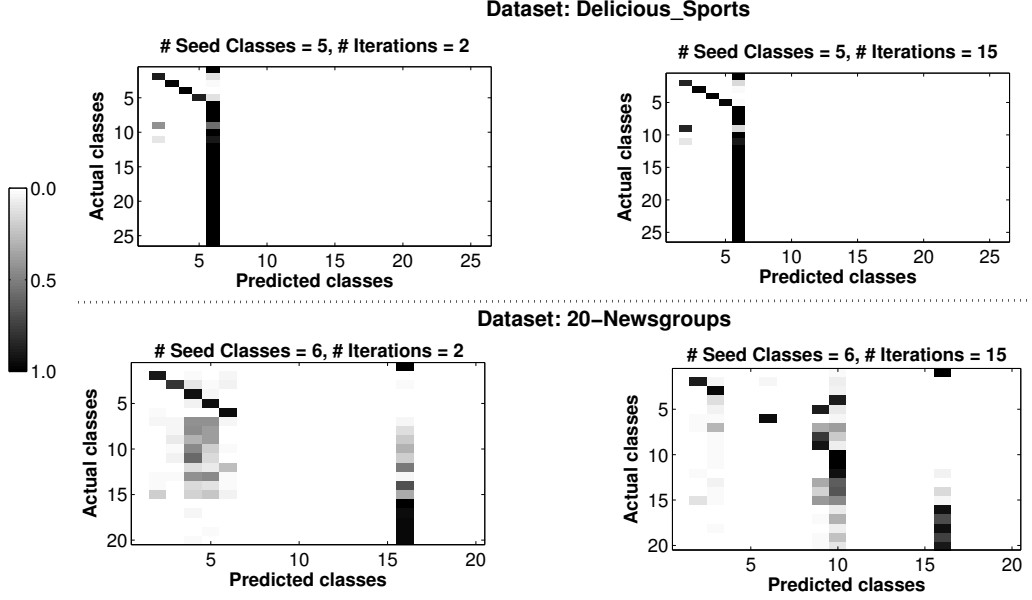 Dataset: Delicious_Sports
# Seed Classes = 5, # Iterations = 2
# Seed Classes = 5, # Iterations = 15
Actual classes
5
10
15
20
25
5
10
15
20
25
Predicted classes
Actual classes
5
10
15
20
25
5
10
15
20
25
Predicted classes
0.0
0.5
1.0
Dataset: 20−Newsgroups
# Seed Classes = 6, # Iterations = 2
# Seed Classes = 6, # Iterations = 15
Actual classes
5
10
15
20
5
10
15
20
Predicted classes
Actual classes
5
10
15
20
5
10
15
20
Predicted classes